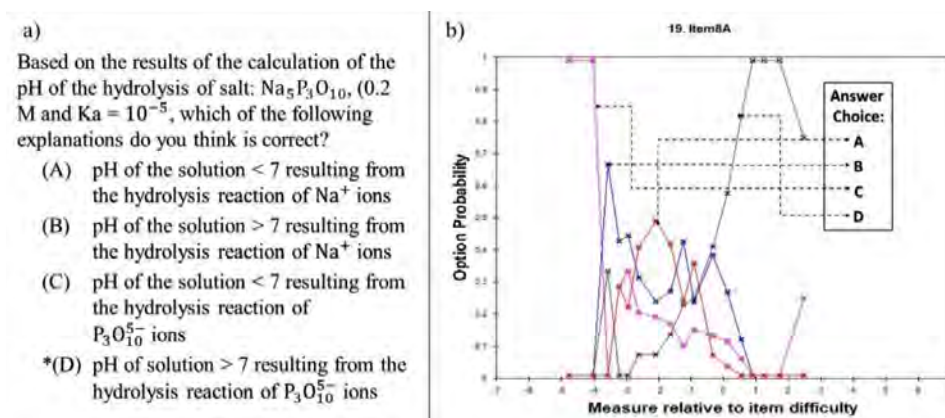 a)
Based on the results of the calculation of the
pH of the hydrolysis of salt: Na₅P₃O₁₀, (0.2
M and Ka = 10⁻⁵, which of the following
explanations do you think is correct?
(A) pH of the solution < 7 resulting from
the hydrolysis reaction of Na⁺ ions
(B) pH of the solution > 7 resulting from
the hydrolysis reaction of Na⁺ ions
(C) pH of the solution < 7 resulting from
the hydrolysis reaction of
P₃O₁₀⁵⁻ ions
*(D) pH of solution > 7 resulting from the
hydrolysis reaction of P₃O₁₀⁵⁻ ions
b)
19. Item8A
Option Probability
Answer
Choice:
A
B
C
D
Measure relative to item difficulty